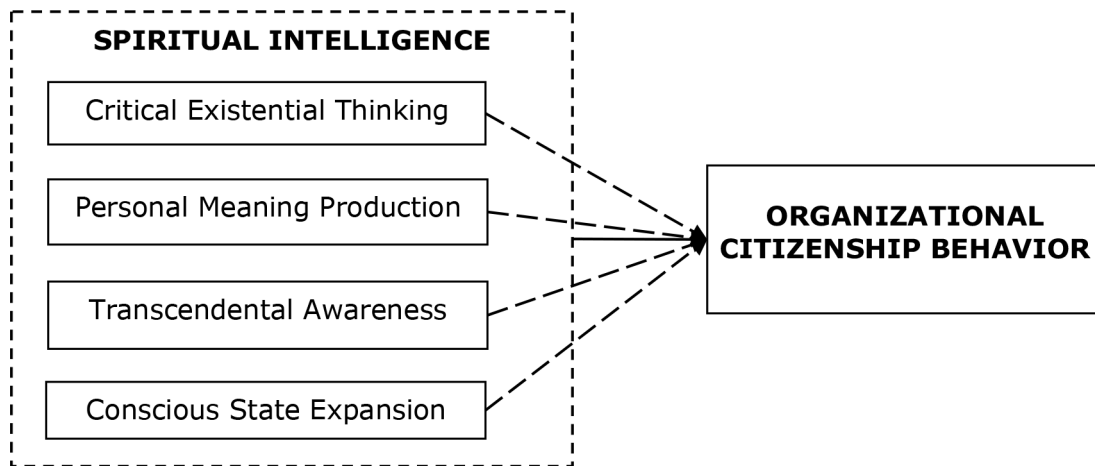 SPIRITUAL INTELLIGENCE
Critical Existential Thinking
Personal Meaning Production
Transcendental Awareness
Conscious State Expansion
ORGANIZATIONAL
CITIZENSHIP BEHAVIOR